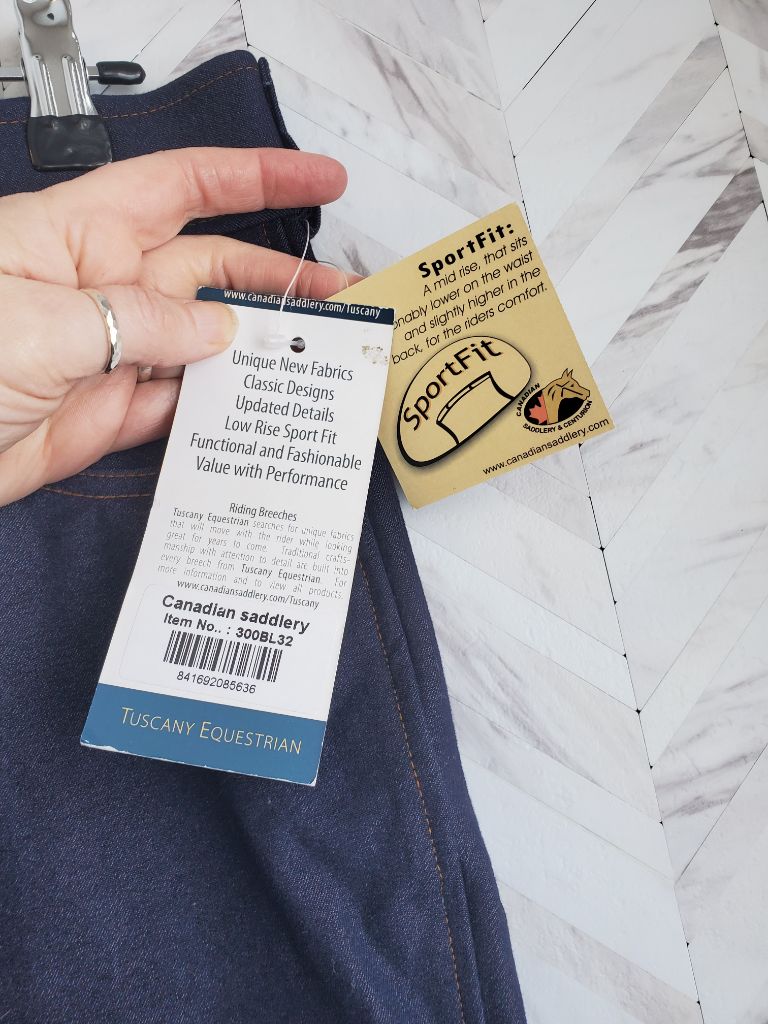 www.canadiansaddlery.com/Tuscany
Unique New Fabrics
Classic Designs
Updated Details
Low Rise Sport Fit
Functional and Fashionable
Value with Performance
Riding Breeches
Tuscany Equestrian searches for unique fabrics
that will move with the rider while looking
great for years to come. Traditional crafts-
manship with attention to detail are built into
every breech from Tuscany Equestrian. For
more information and to view all products,
www.canadiansaddlery.com/Tuscany
Canadian saddlery
Item No.. : 300BL32
841692085636
TUSCANY EQUESTRIAN
SportFit:
A mid rise, that sits
lower on the waist
and slightly higher in the
back, for the riders comfort.
SportFit
CANADIAN
SADDLERY & CENTURION
www.canadiansaddlery.com